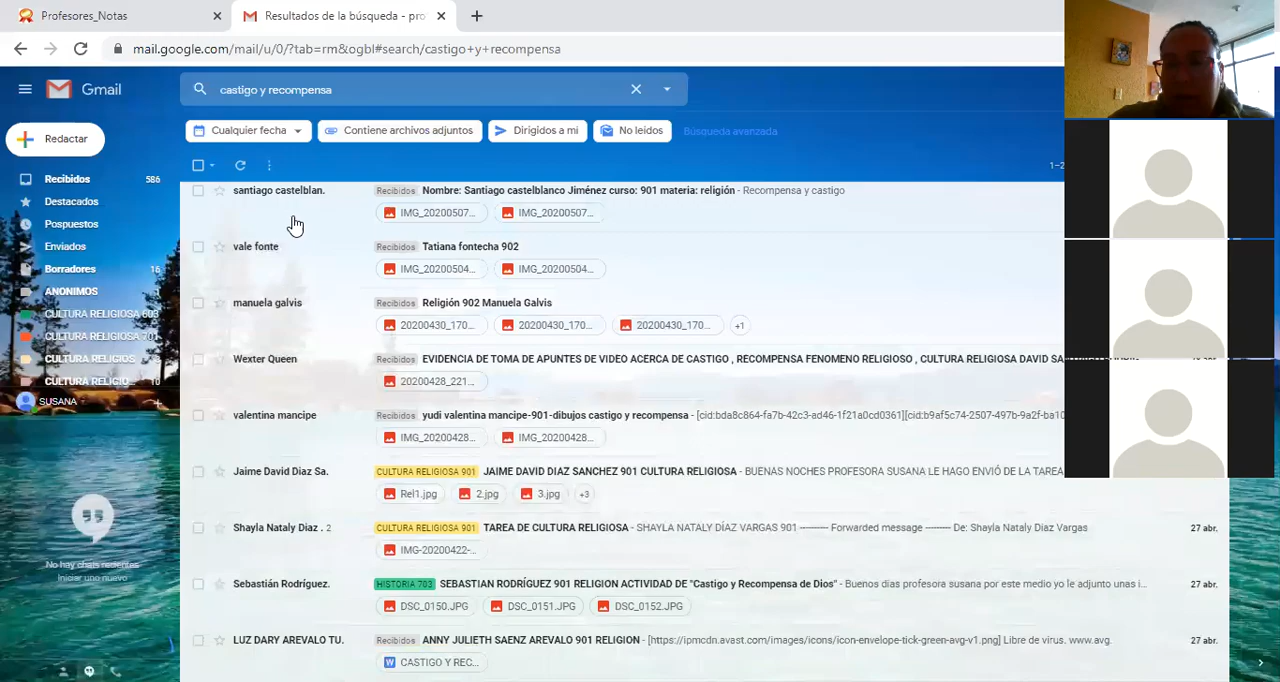 Profesores_Notas
Resultados de la búsqueda - pro
mail.google.com/mail/u/0/?tab=rm&ogbl#search/castigo+y+recompensa
Gmail
castigo y recompensa
Redactar
Cualquier fecha
Contiene archivos adjuntos
Dirigidos a mí
No leídos
Búsqueda avanzada
1–2
Recibidos 586
Destacados
Pospuestos
Enviados
Borradores 16
ANONIMOS
CULTURA RELIGIOSA 603
CULTURA RELIGIOSA 701
CULTURA RELIGIOS
CULTURA RELIGIO... 10
SUSANA
No hay chats recientes
Iniciar uno nuevo
santiago castelblan. Recibidos Nombre: Santiago castelblanco Jiménez curso: 901 materia: religión - Recompensa y castigo
IMG_20200507... IMG_20200507...
vale fonte Recibidos Tatiana fontecha 902
IMG_20200504... IMG_20200504...
manuela galvis Recibidos Religión 902 Manuela Galvis
20200430_170... 20200430_170... 20200430_170... +1
Wexter Queen Recibidos EVIDENCIA DE TOMA DE APUNTES DE VIDEO ACERCA DE CASTIGO , RECOMPENSA FENOMENO RELIGIOSO , CULTURA RELIGIOSA DAVID
20200428_221...
valentina mancipe Recibidos yudi valentina mancipe-901-dibujos castigo y recompensa - [cid:bda8c864-fa7b-42c3-ad46-1f21a0cd0361][cid:b9af5c74-2507-497b-9a2f-ba10
IMG_20200428... IMG_20200428...
Jaime David Diaz Sa. CULTURA RELIGIOSA 901 JAIME DAVID DIAZ SANCHEZ 901 CULTURA RELIGIOSA - BUENAS NOCHES PROFESORA SUSANA LE HAGO ENVIÓ DE LA TAREA
Rel1.jpg 2.jpg 3.jpg +3
Shayla Nataly Diaz . 2 CULTURA RELIGIOSA 901 TAREA DE CULTURA RELIGIOSA - SHAYLA NATALY DÍAZ VARGAS 901 ---------- Forwarded message --------- De: Shayla Nataly Diaz Vargas 27 abr.
IMG-20200422-...
Sebastián Rodríguez. HISTORIA 703 SEBASTIAN RODRÍGUEZ 901 RELIGION ACTIVIDAD DE "Castigo y Recompensa de Dios" - Buenos dias profesora susana por este medio yo le adjunto unas i... 27 abr.
DSC_0150.JPG DSC_0151.JPG DSC_0152.JPG
LUZ DARY AREVALO TU. Recibidos ANNY JULIETH SAENZ AREVALO 901 RELIGION - [https://ipmcdn.avast.com/images/icons/icon-envelope-tick-green-avg-v1.png] Libre de virus. www.avg. 27 abr.
CASTIGO Y REC...